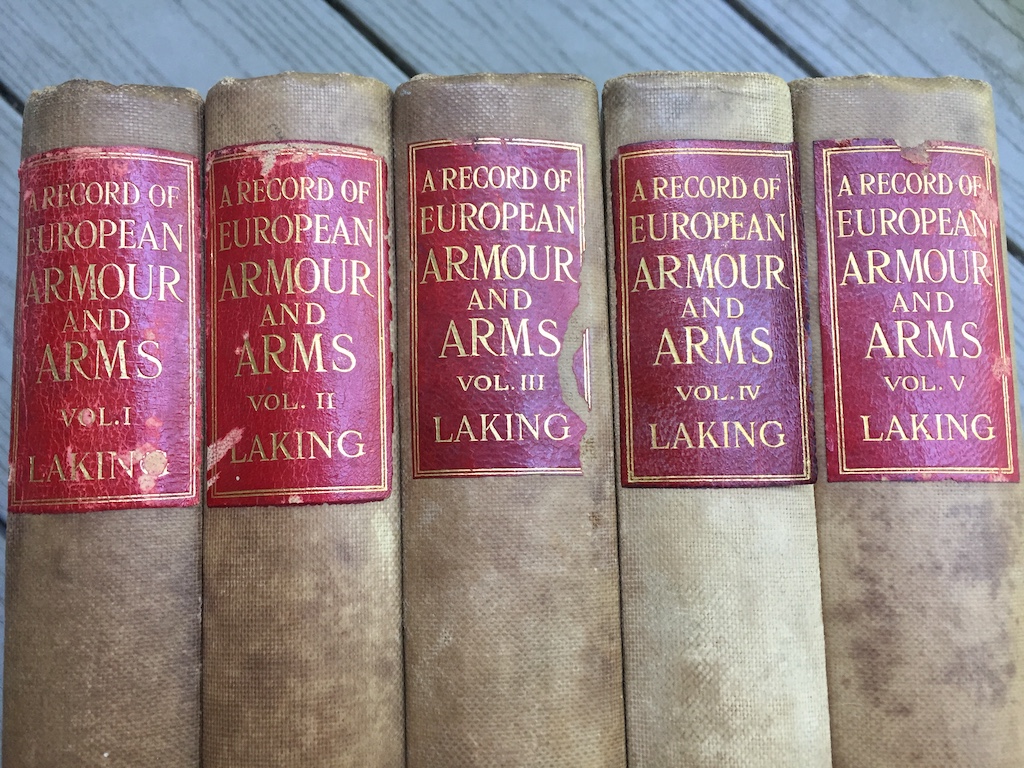 A RECORD OF
EUROPEAN
ARMOUR
AND
ARMS
VOL. I
LAKING
A RECORD OF
EUROPEAN
ARMOUR
AND
ARMS
VOL. II
LAKING
A RECORD OF
EUROPEAN
ARMOUR
AND
ARMS
VOL. III
LAKING
A RECORD OF
EUROPEAN
ARMOUR
AND
ARMS
VOL. IV
LAKING
A RECORD OF
EUROPEAN
ARMOUR
AND
ARMS
VOL. V
LAKING